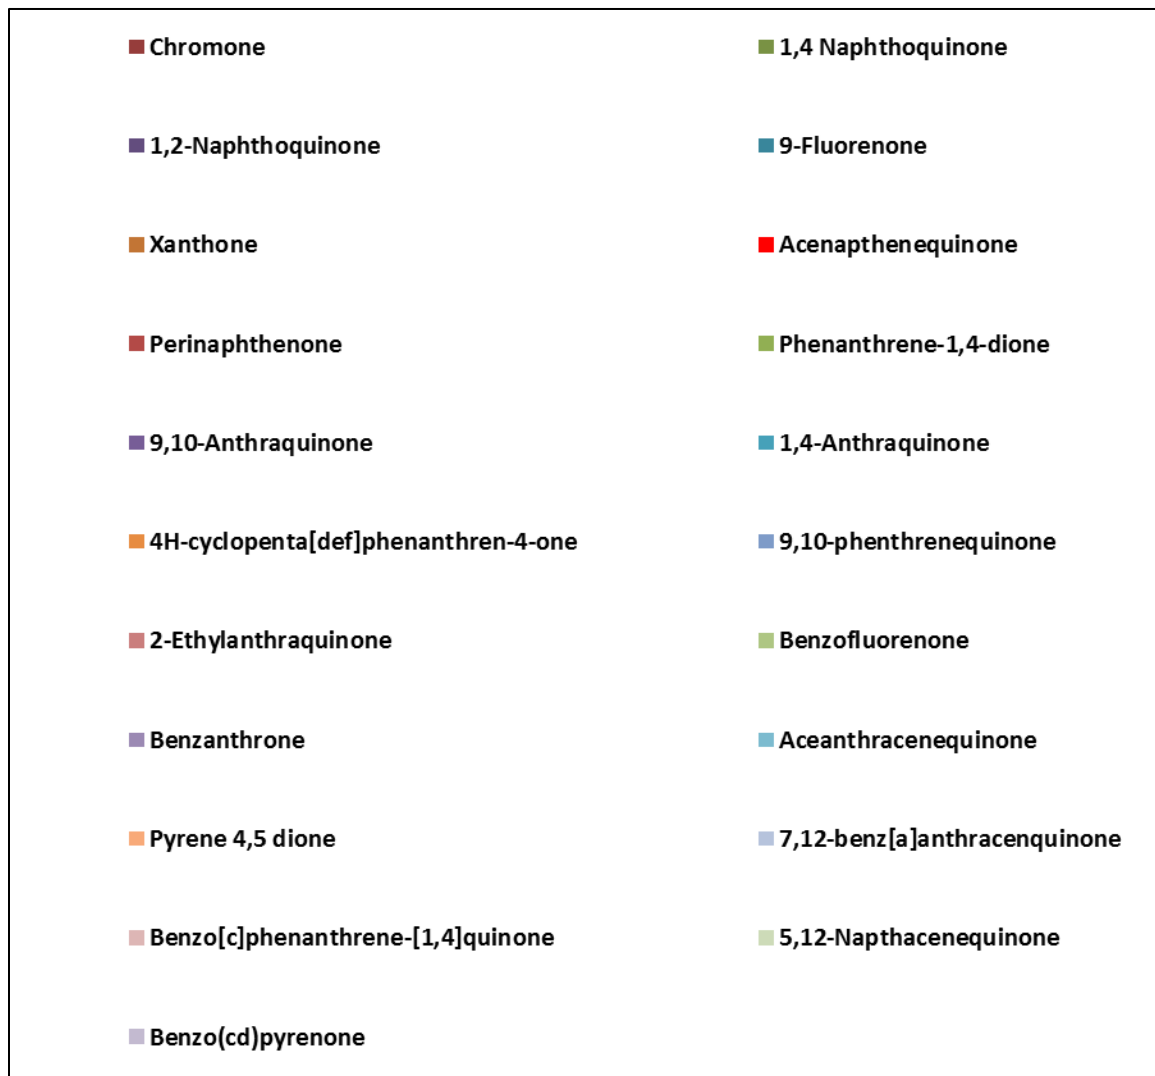 Chromone
1,4 Naphthoquinone
1,2-Naphthoquinone
9-Fluorenone
Xanthone
Acenapthenequinone
Perinaphthenone
Phenanthrene-1,4-dione
9,10-Anthraquinone
1,4-Anthraquinone
4H-cyclopenta[def]phenanthren-4-one
9,10-phenthrenequinone
2-Ethylanthraquinone
Benzofluorenone
Benzanthrone
Aceanthracenequinone
Pyrene 4,5 dione
7,12-benz[a]anthracenquinone
Benzo[c]phenanthrene-[1,4]quinone
5,12-Napthacenequinone
Benzo(cd)pyrenone